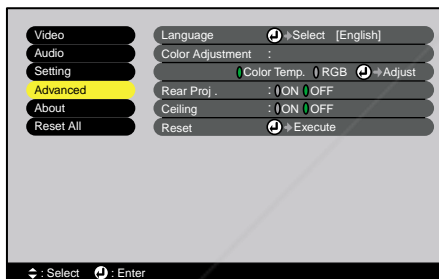 Video
Audio
Setting
Advanced
About
Reset All
Language Select [English]
Color Adjustment :
Color Temp. RGB Adjust
Rear Proj . : ON OFF
Ceiling : ON OFF
Reset Execute
: Select : Enter